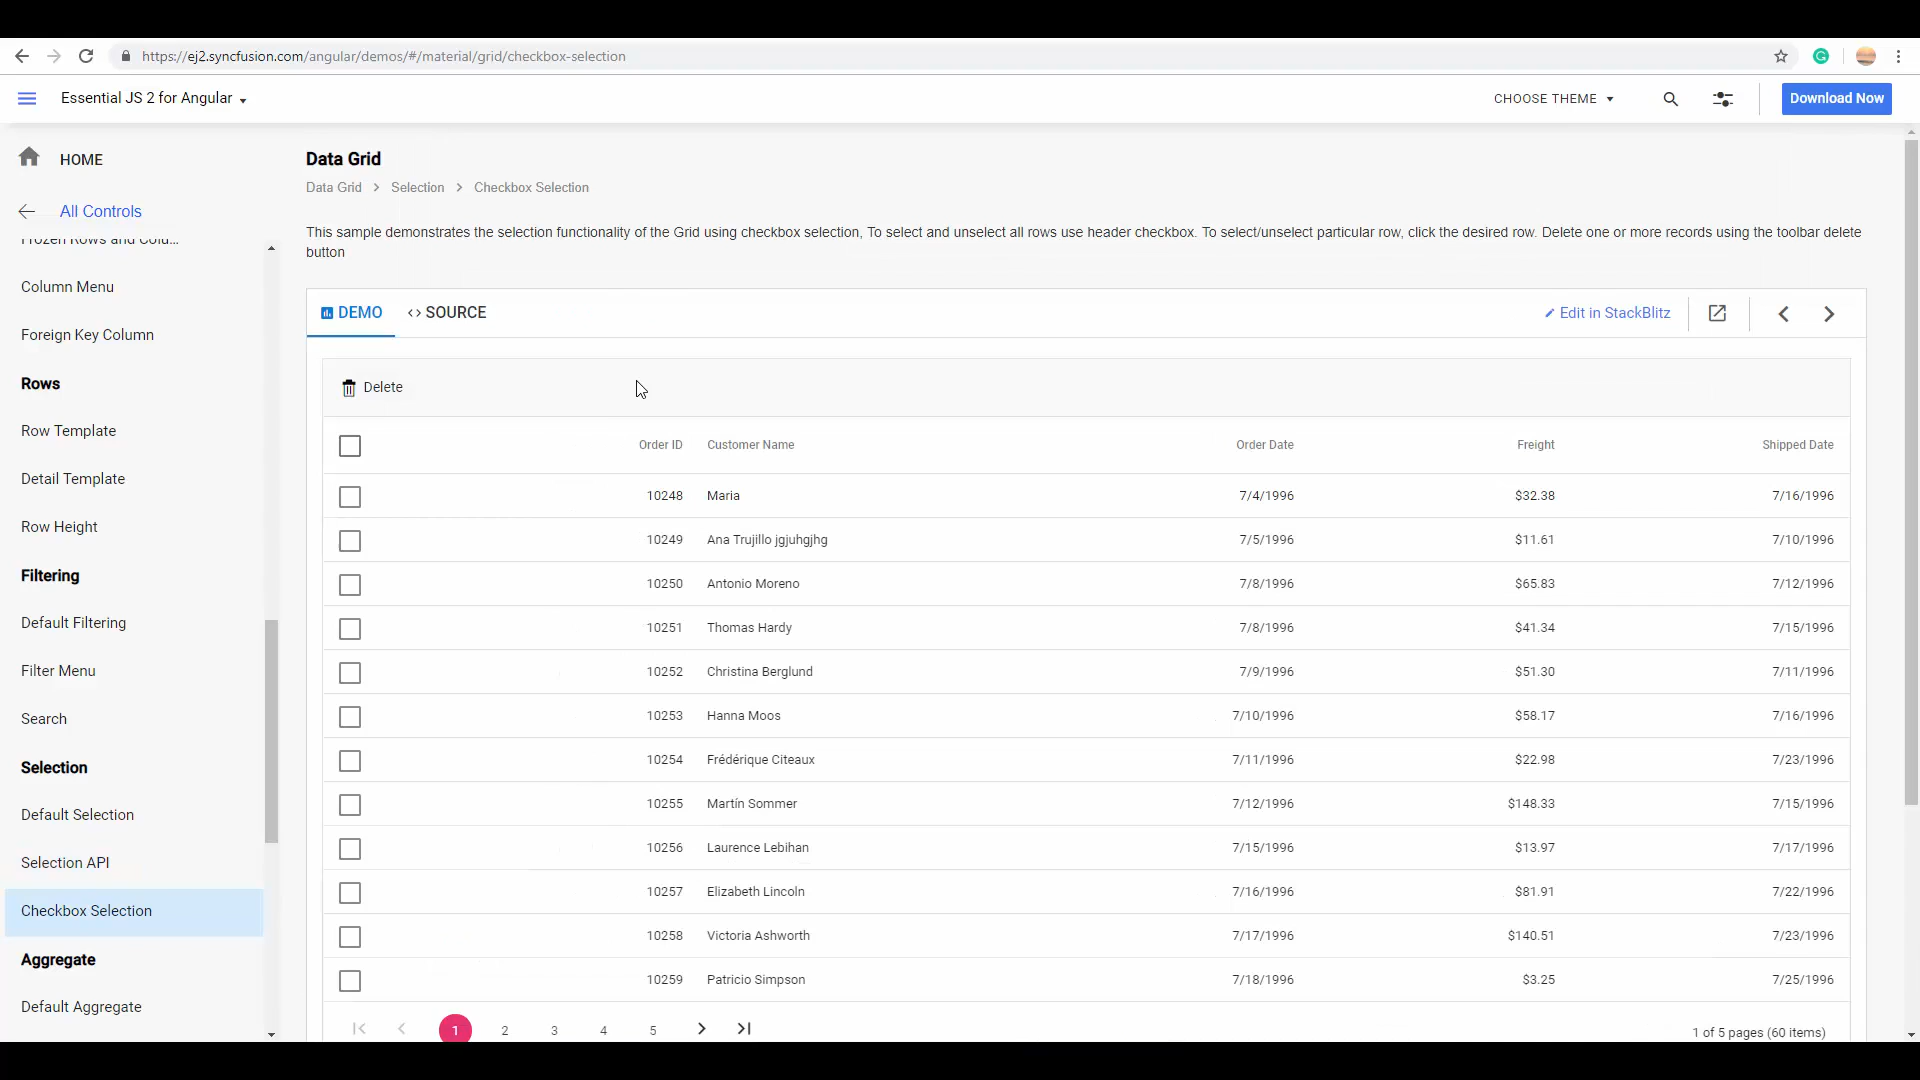 https://ej2.syncfusion.com/angular/demos/#/material/grid/checkbox-selection
Essential JS 2 for Angular
CHOOSE THEME
Download Now
HOME
All Controls
Frozen Rows and Colu...
Column Menu
Foreign Key Column
Rows
Row Template
Detail Template
Row Height
Filtering
Default Filtering
Filter Menu
Search
Selection
Default Selection
Selection API
Checkbox Selection
Aggregate
Default Aggregate
Data Grid
Data Grid > Selection > Checkbox Selection
This sample demonstrates the selection functionality of the Grid using checkbox selection, To select and unselect all rows use header checkbox. To select/unselect particular row, click the desired row. Delete one or more records using the toolbar delete
button
DEMO <> SOURCE
Edit in StackBlitz
Delete
Order ID Customer Name Order Date Freight Shipped Date
10248 Maria 7/4/1996 $32.38 7/16/1996
10249 Ana Trujillo jgjuhgjhg 7/5/1996 $11.61 7/10/1996
10250 Antonio Moreno 7/8/1996 $65.83 7/12/1996
10251 Thomas Hardy 7/8/1996 $41.34 7/15/1996
10252 Christina Berglund 7/9/1996 $51.30 7/11/1996
10253 Hanna Moos 7/10/1996 $58.17 7/16/1996
10254 Frédérique Citeaux 7/11/1996 $22.98 7/23/1996
10255 Martín Sommer 7/12/1996 $148.33 7/15/1996
10256 Laurence Lebihan 7/15/1996 $13.97 7/17/1996
10257 Elizabeth Lincoln 7/16/1996 $81.91 7/22/1996
10258 Victoria Ashworth 7/17/1996 $140.51 7/23/1996
10259 Patricio Simpson 7/18/1996 $3.25 7/25/1996
1 2 3 4 5
1 of 5 pages (60 items)